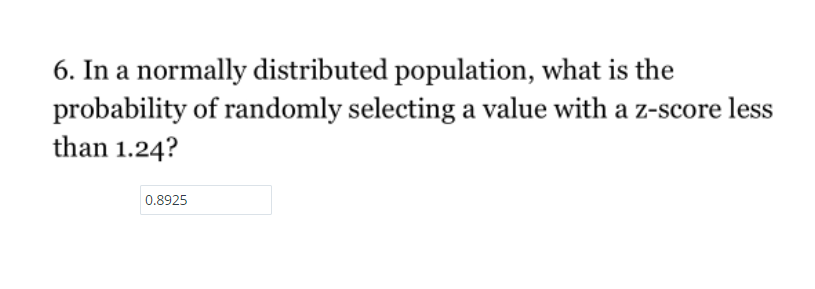 6. In a normally distributed population, what is the
probability of randomly selecting a value with a z-score less
than 1.24?
0.8925